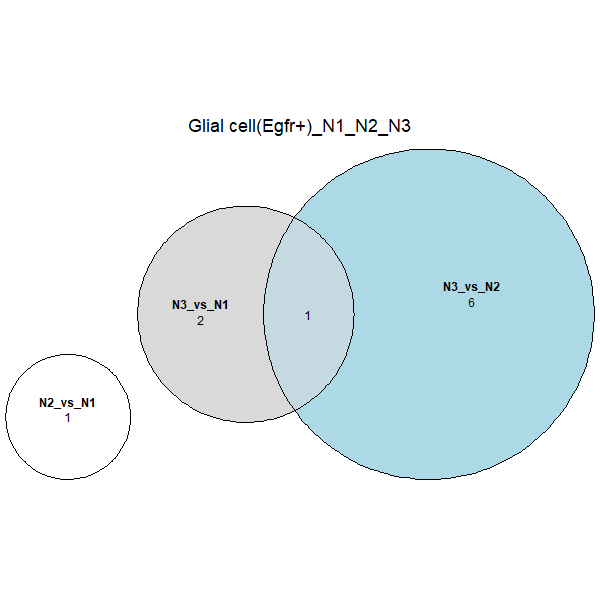 Glial cell(Egfr+)_N1_N2_N3
N3_vs_N2
6
N3_vs_N1
2
1
N2_vs_N1
1